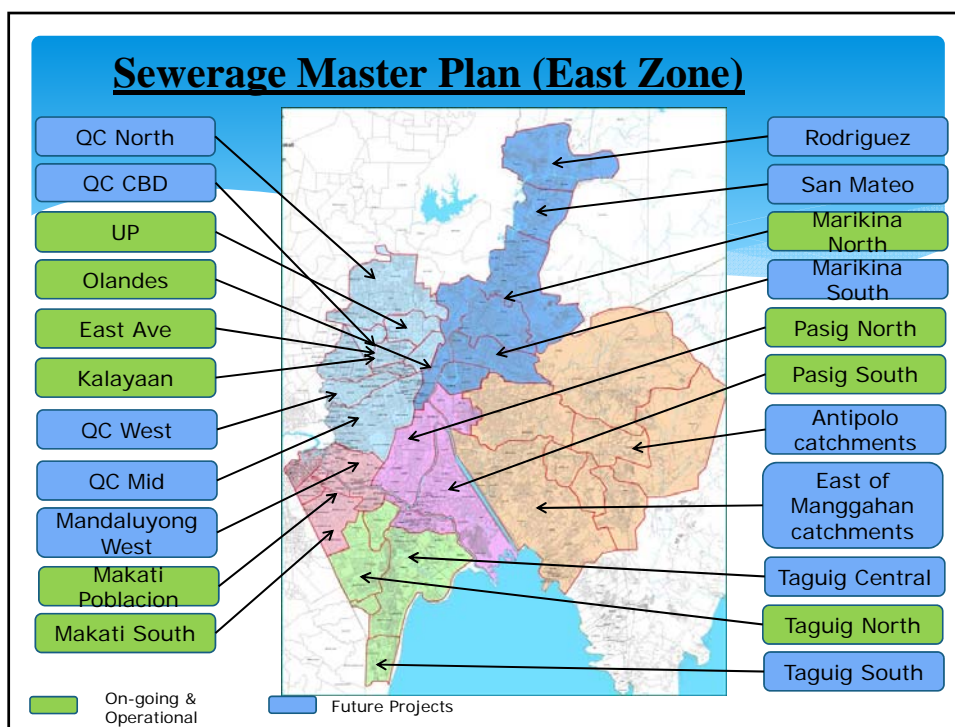 Sewerage Master Plan (East Zone)
QC North
QC CBD
UP
Olandes
East Ave
Kalayaan
QC West
QC Mid
Mandaluyong
West
Makati
Poblacion
Makati South
Rodriguez
San Mateo
Marikina
North
Marikina
South
Pasig North
Pasig South
Antipolo
catchments
East of
Manggahan
catchments
Taguig Central
Taguig North
Taguig South
On-going &
Operational
Future Projects